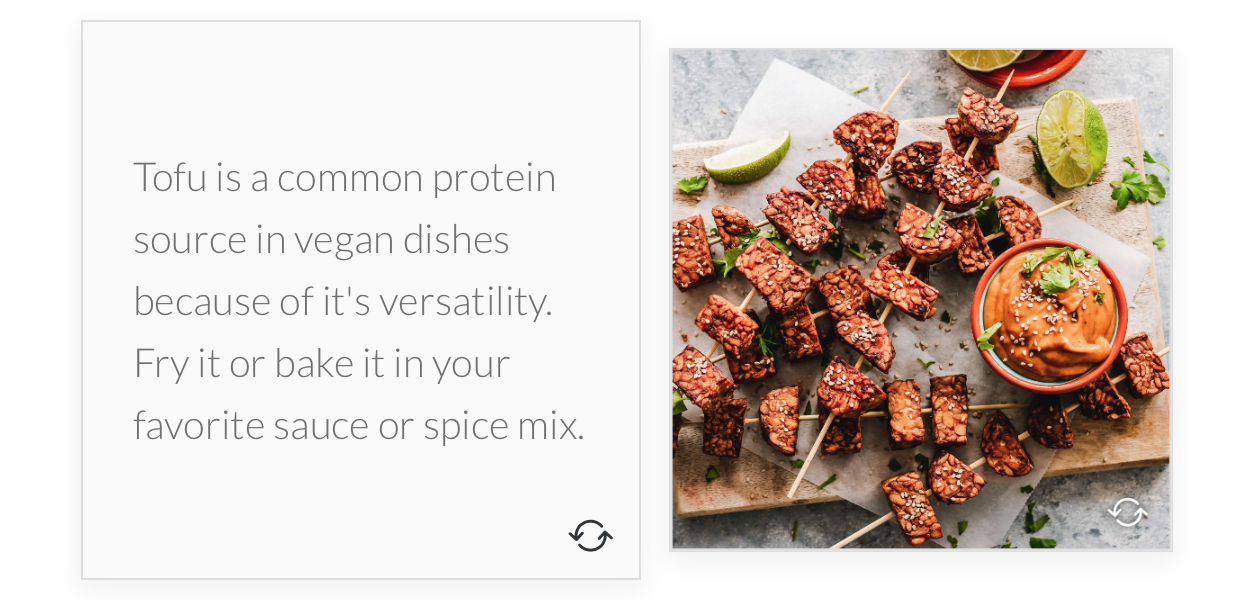 Tofu is a common protein
source in vegan dishes
because of it's versatility.
Fry it or bake it in your
favorite sauce or spice mix.